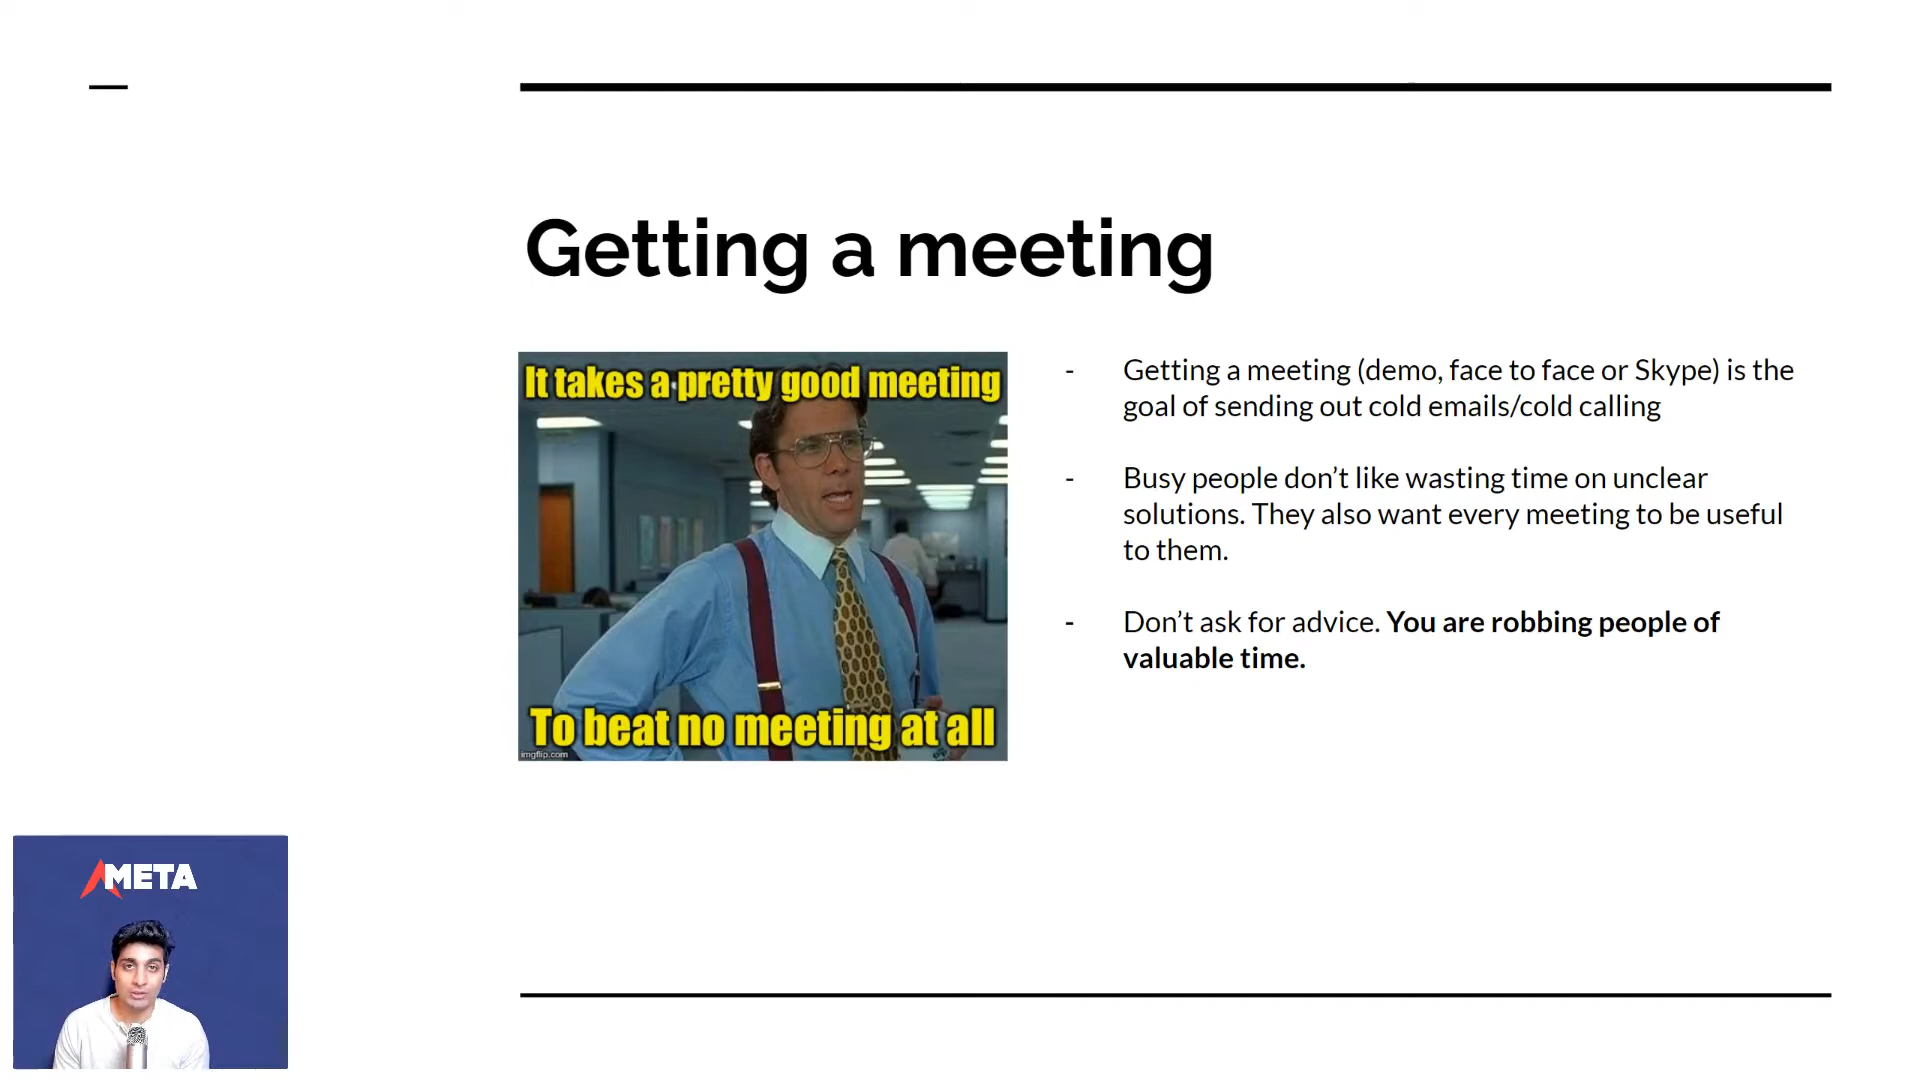 Getting a meeting
It takes a pretty good meeting
To beat no meeting at all
imgflip.com
- Getting a meeting (demo, face to face or Skype) is the
goal of sending out cold emails/cold calling
- Busy people don’t like wasting time on unclear
solutions. They also want every meeting to be useful
to them.
- Don’t ask for advice. You are robbing people of
valuable time.
META